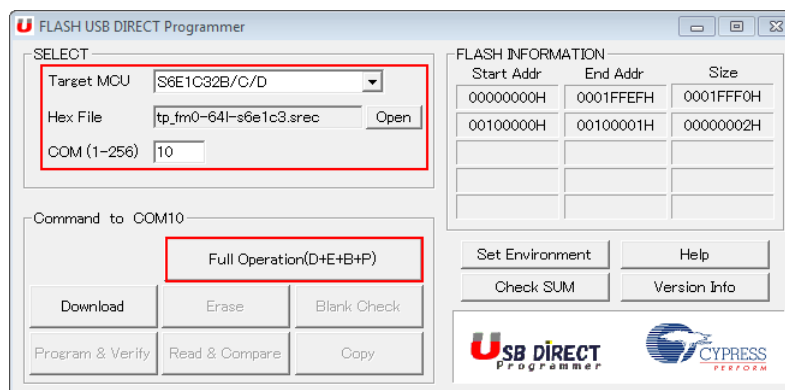 FLASH USB DIRECT Programmer
SELECT
Target MCU S6E1C32B/C/D
Hex File tp_fm0-64l-s6e1c3.srec Open
COM (1-256) 10
Command to COM10
Full Operation(D+E+B+P)
Download Erase Blank Check
Program & Verify Read & Compare Copy
FLASH INFORMATION
Start Addr End Addr Size
00000000H 0001FFEFH 0001FFF0H
00100000H 00100001H 00000002H
Set Environment Help
Check SUM Version Info
USB DIRECT
Programmer
CYPRESS
PERFORM